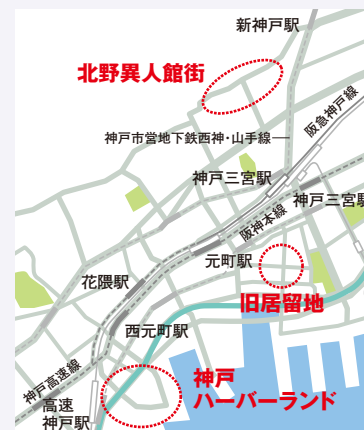 新神戸駅
北野異人館街
阪急神戸線
神戸市営地下鉄西神・山手線
神戸三宮駅
神戸三宮駅
阪神本線
元町駅
花隈駅
旧居留地
西元町駅
神戸高速線
神戸
ハーバーランド
高速
神戸駅